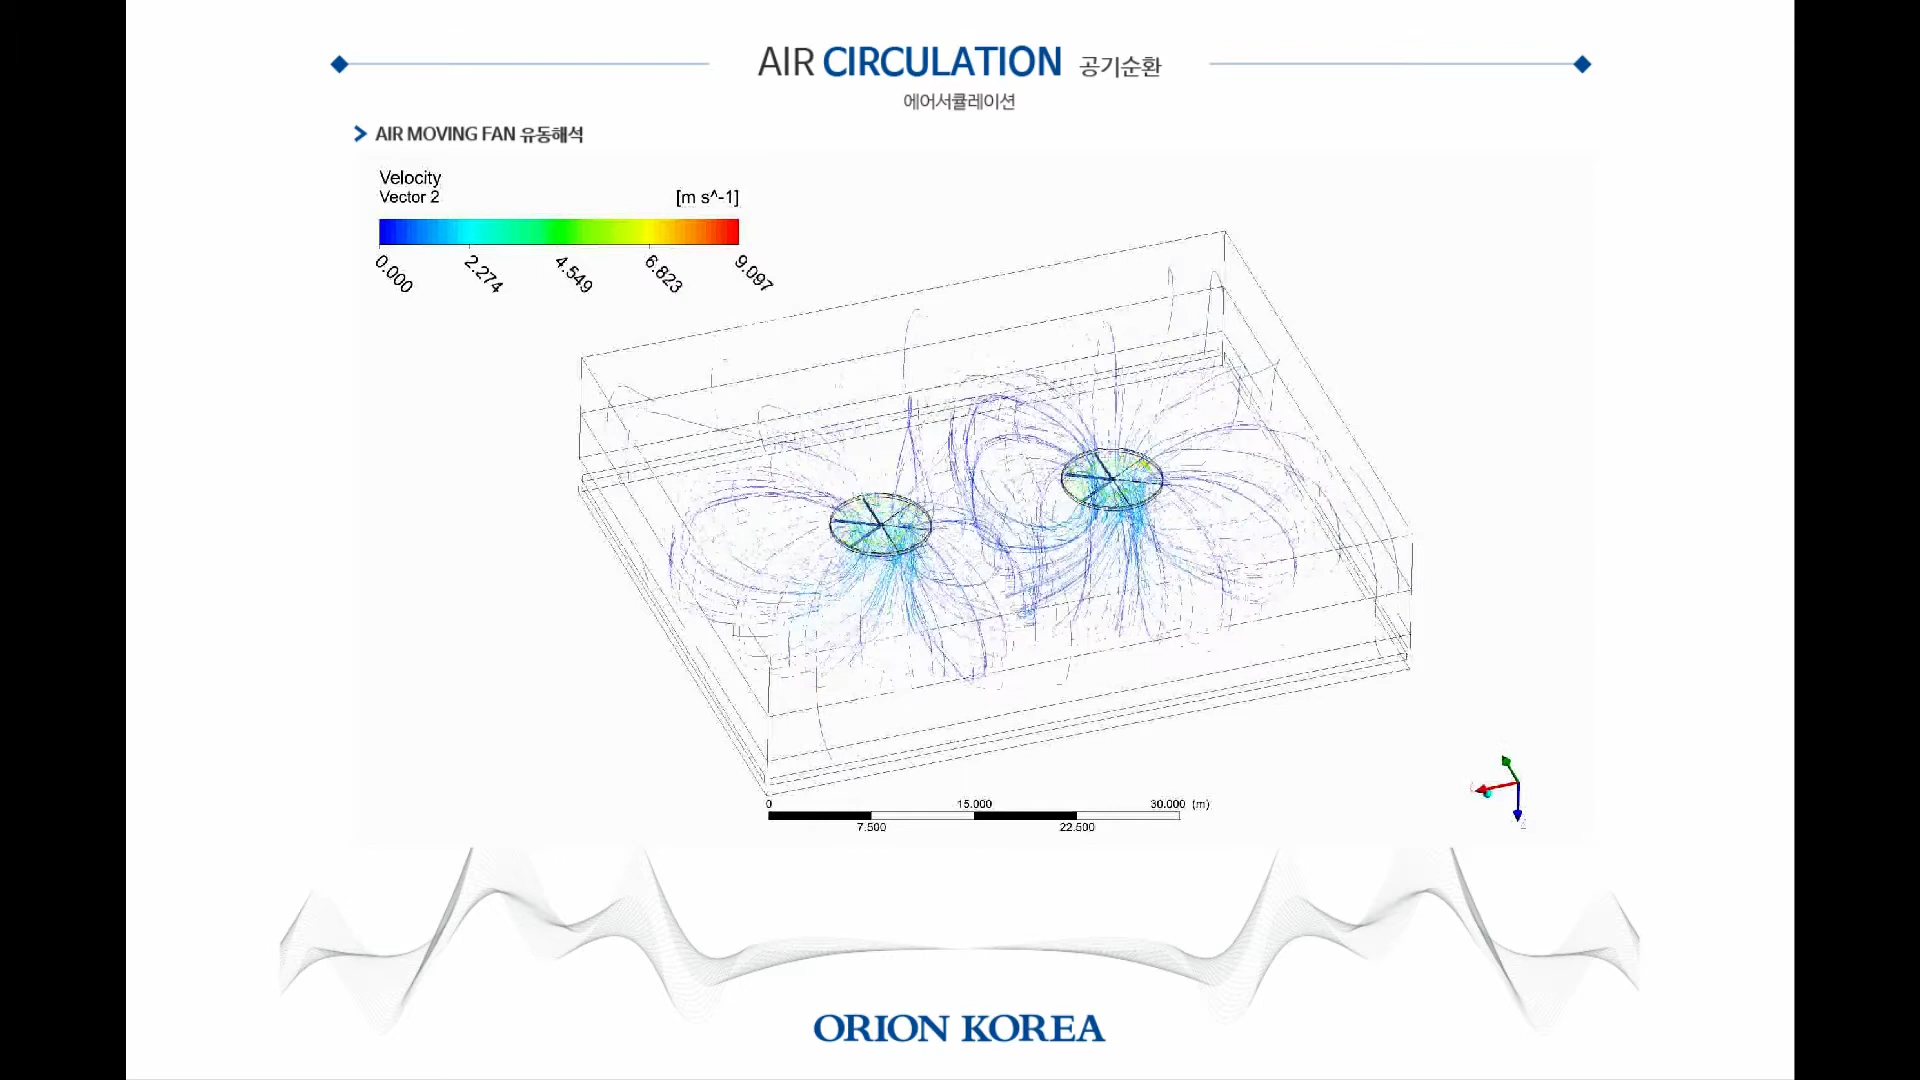 AIR CIRCULATION 공기순환
에어서큘레이션
AIR MOVING FAN 유동해석
Velocity
Vector 2
[m s^-1]
0.000
2.274
4.549
6.823
9.097
0 15.000 30.000 (m)
7.500 22.500
ORION KOREA